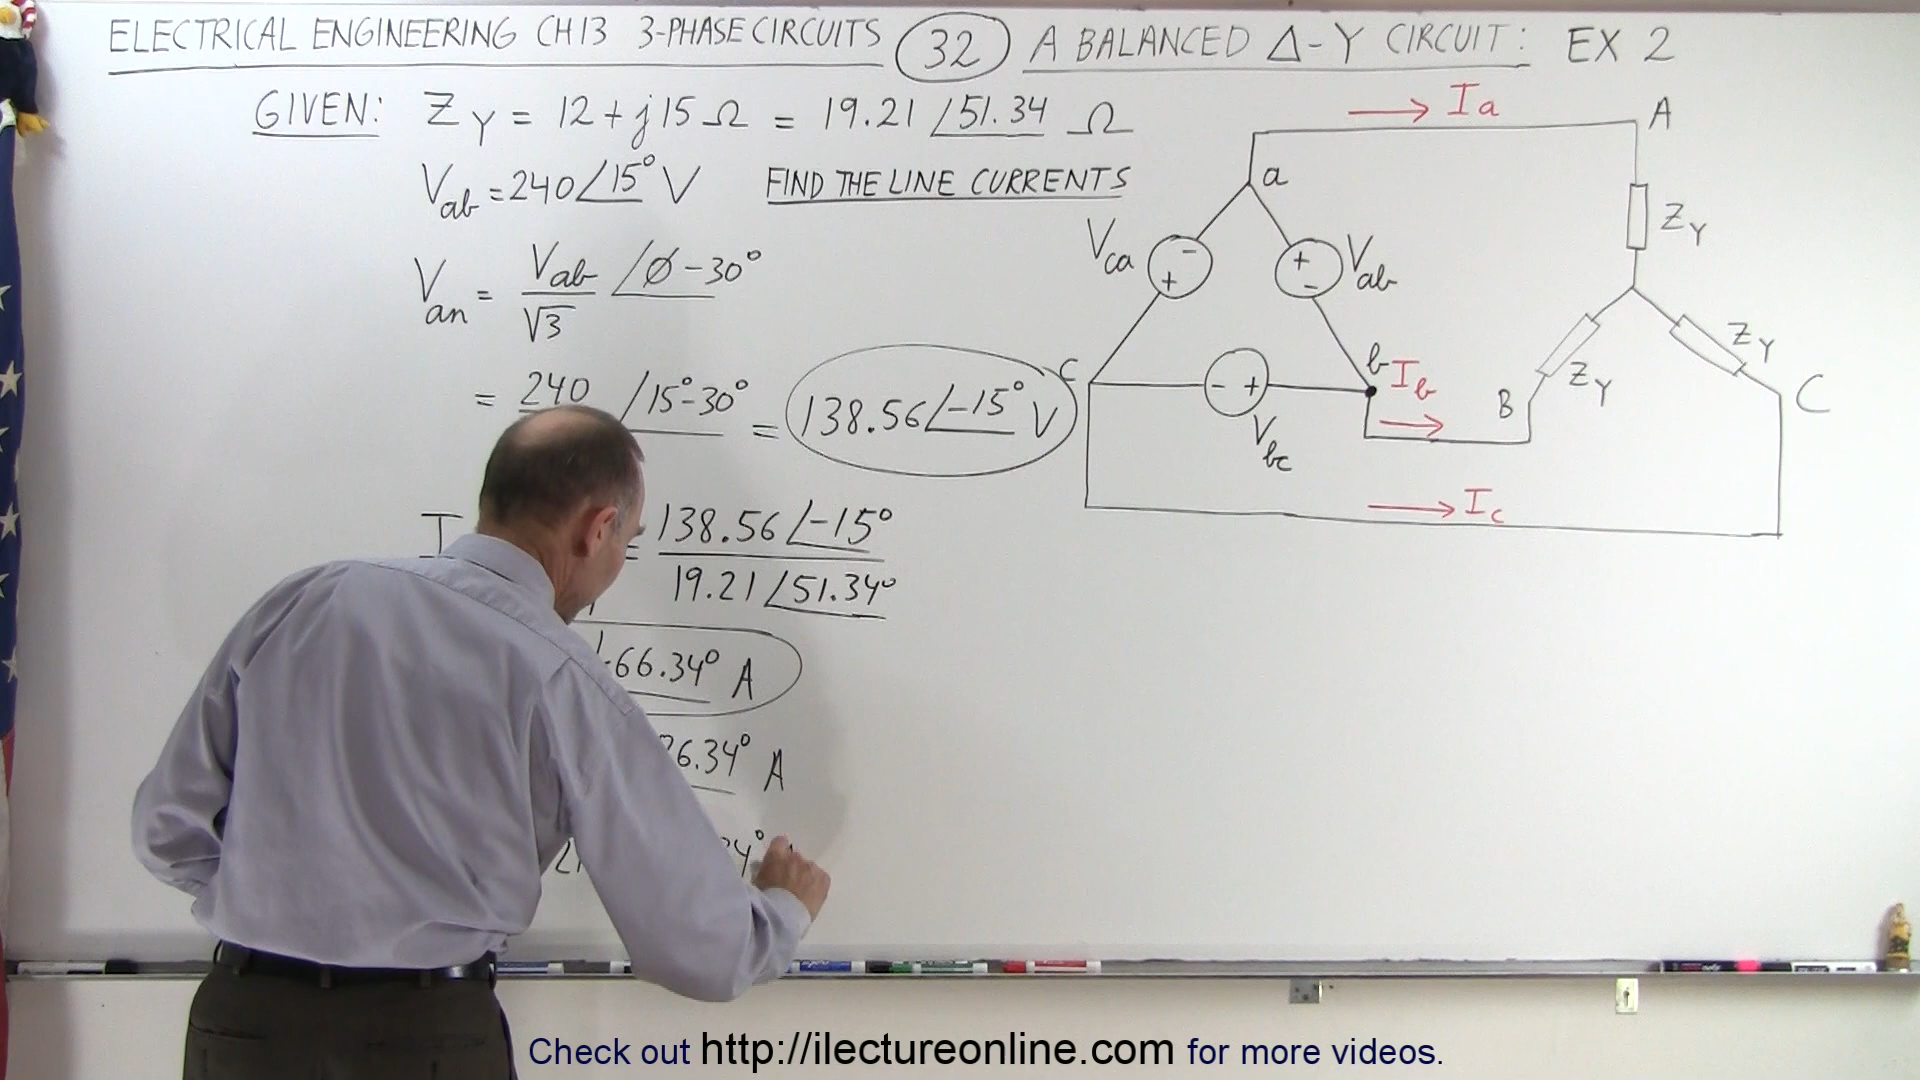 ELECTRICAL ENGINEERING CH13 3-PHASE CIRCUITS 32 A BALANCED Δ-Y CIRCUIT: EX 2
GIVEN: Z_Y = 12 + j15 Ω = 19.21 ∠51.34 Ω
V_ab = 240∠15° V FIND THE LINE CURRENTS
V_an = V_ab/√3 ∠Ø-30°
= 240 ∠15°-30° = 138.56∠-15° V
I = 138.56∠-15° / 19.21∠51.34°
-66.34° A
6.34° A
4°
I_a
A
a
Z_Y
V_ca
- +
+ -
V_ab
c
b
- +
V_bc
I_b
B
Z_Y
Z_Y
C
I_c
Check out http://ilectureonline.com for more videos.